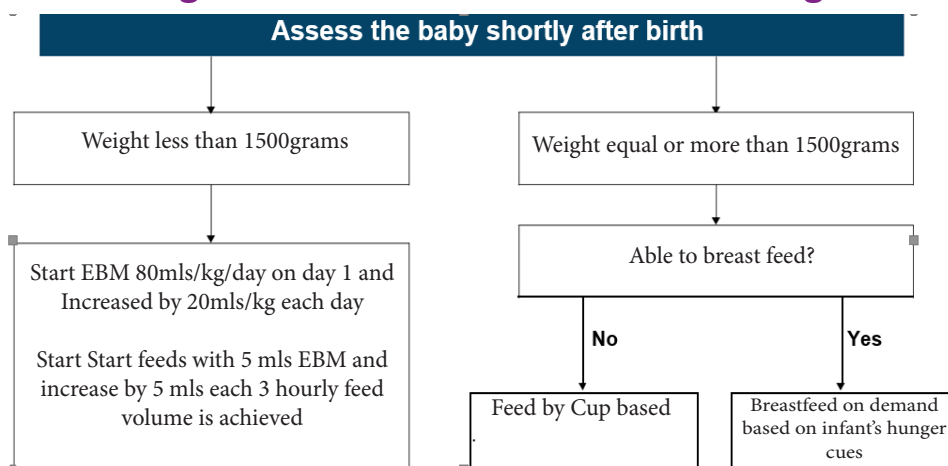 Assess the baby shortly after birth
Weight less than 1500grams
Weight equal or more than 1500grams
Able to breast feed?
Start EBM 80mls/kg/day on day 1 and
Increased by 20mls/kg each day
Start Start feeds with 5 mls EBM and
increase by 5 mls each 3 hourly feed
volume is achieved
No
Yes
Feed by Cup based
Breastfeed on demand
based on infant's hunger
cues